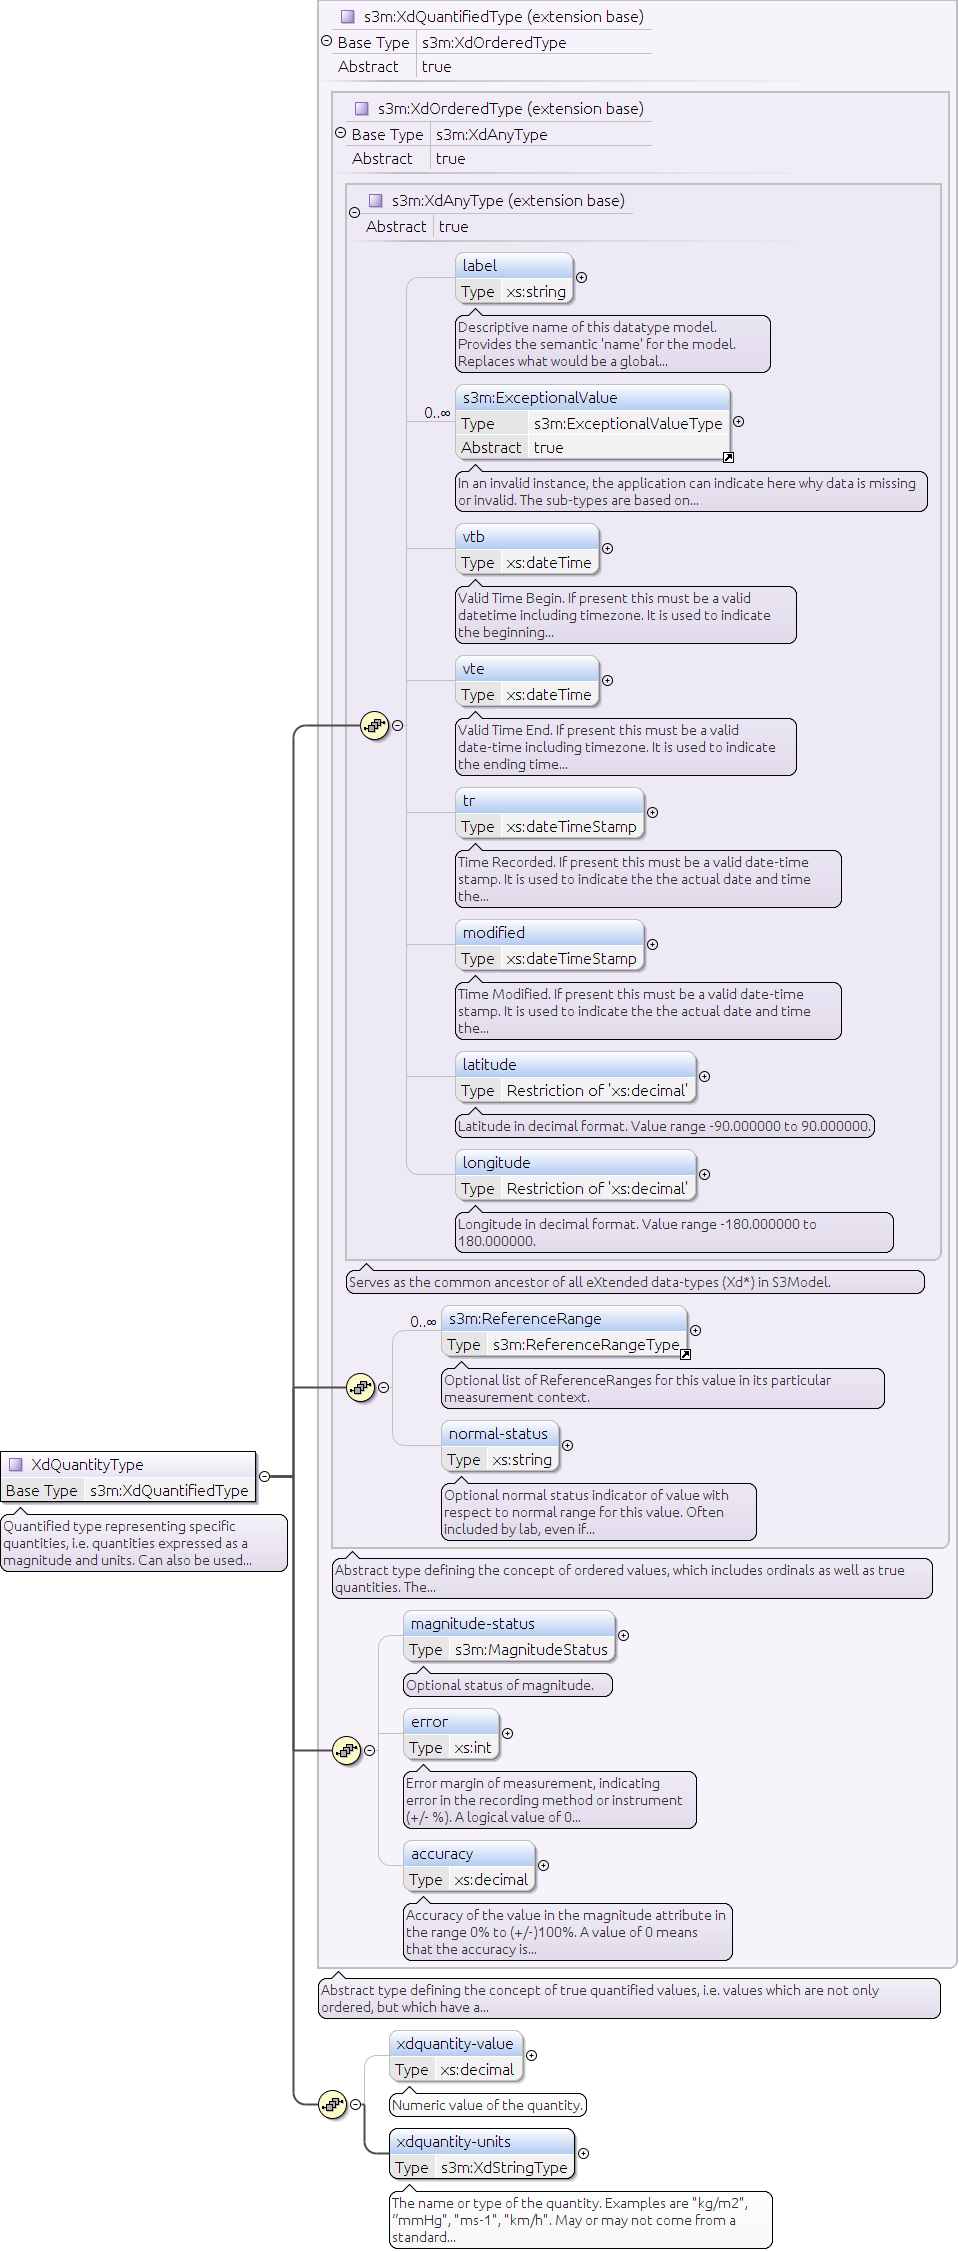 s3m:XdQuantifiedType (extension base)
Base Type s3m:XdOrderedType
Abstract true
s3m:XdOrderedType (extension base)
Base Type s3m:XdAnyType
Abstract true
s3m:XdAnyType (extension base)
Abstract true
label
Type xs:string
Descriptive name of this datatype model.
Provides the semantic 'name' for the model.
Replaces what would be a global...
0..∞
s3m:ExceptionalValue
Type s3m:ExceptionalValueType
Abstract true
In an invalid instance, the application can indicate here why data is missing
or invalid. The sub-types are based on...
vtb
Type xs:dateTime
Valid Time Begin. If present this must be a valid
datetime including timezone. It is used to indicate
the beginning...
vte
Type xs:dateTime
Valid Time End. If present this must be a valid
date-time including timezone. It is used to indicate
the ending time...
tr
Type xs:dateTimeStamp
Time Recorded. If present this must be a valid date-time
stamp. It is used to indicate the the actual date and time
the...
modified
Type xs:dateTimeStamp
Time Modified. If present this must be a valid date-time
stamp. It is used to indicate the the actual date and time
the...
latitude
Type Restriction of 'xs:decimal'
Latitude in decimal format. Value range -90.000000 to 90.000000.
longitude
Type Restriction of 'xs:decimal'
Longitude in decimal format. Value range -180.000000 to
180.000000.
Serves as the common ancestor of all eXtended data-types (Xd*) in S3Model.
0..∞
s3m:ReferenceRange
Type s3m:ReferenceRangeType
Optional list of ReferenceRanges for this value in its particular
measurement context.
normal-status
Type xs:string
Optional normal status indicator of value with
respect to normal range for this value. Often
included by lab, even if...
XdQuantityType
Base Type s3m:XdQuantifiedType
Quantified type representing specific
quantities, i.e. quantities expressed as a
magnitude and units. Can also be used...
Abstract type defining the concept of ordered values, which includes ordinals as well as true
quantities. The...
magnitude-status
Type s3m:MagnitudeStatus
Optional status of magnitude.
error
Type xs:int
Error margin of measurement, indicating
error in the recording method or instrument
(+/- %). A logical value of 0...
accuracy
Type xs:decimal
Accuracy of the value in the magnitude attribute in
the range 0% to (+/-)100%. A value of 0 means
that the accuracy is...
Abstract type defining the concept of true quantified values, i.e. values which are not only
ordered, but which have a...
xdquantity-value
Type xs:decimal
Numeric value of the quantity.
xdquantity-units
Type s3m:XdStringType
The name or type of the quantity. Examples are "kg/m2",
“mmHg", "ms-1", "km/h". May or may not come from a
standard...